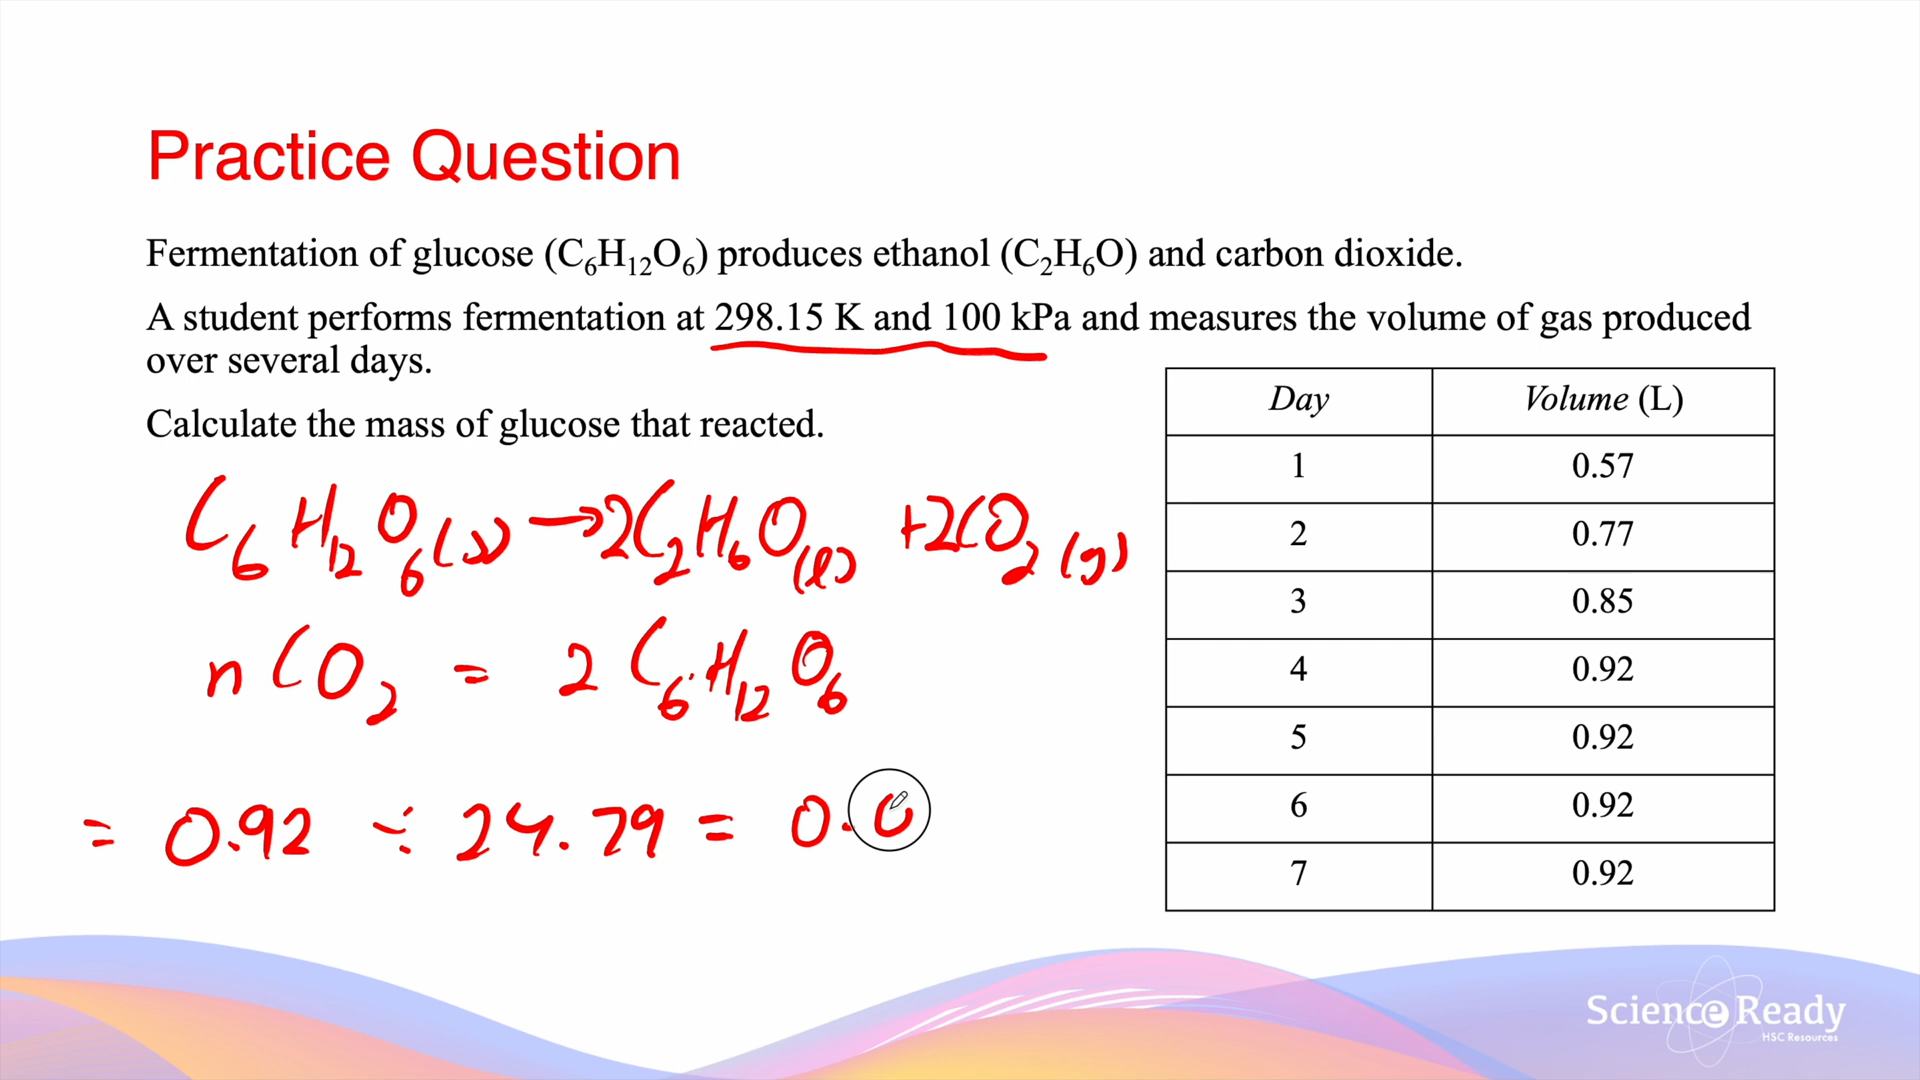 Practice Question
Fermentation of glucose (C₆H₁₂O₆) produces ethanol (C₂H₆O) and carbon dioxide.
A student performs fermentation at 298.15 K and 100 kPa and measures the volume of gas produced
over several days.
Calculate the mass of glucose that reacted.
C₆H₁₂O₆(s) → 2C₂H₆O(l) + 2CO₂(g)
nCO₂ = 2 C₆H₁₂O₆
= 0.92 ÷ 24.79 = 0.0
Day Volume (L)
1 0.57
2 0.77
3 0.85
4 0.92
5 0.92
6 0.92
7 0.92
Science Ready
HSC Resources